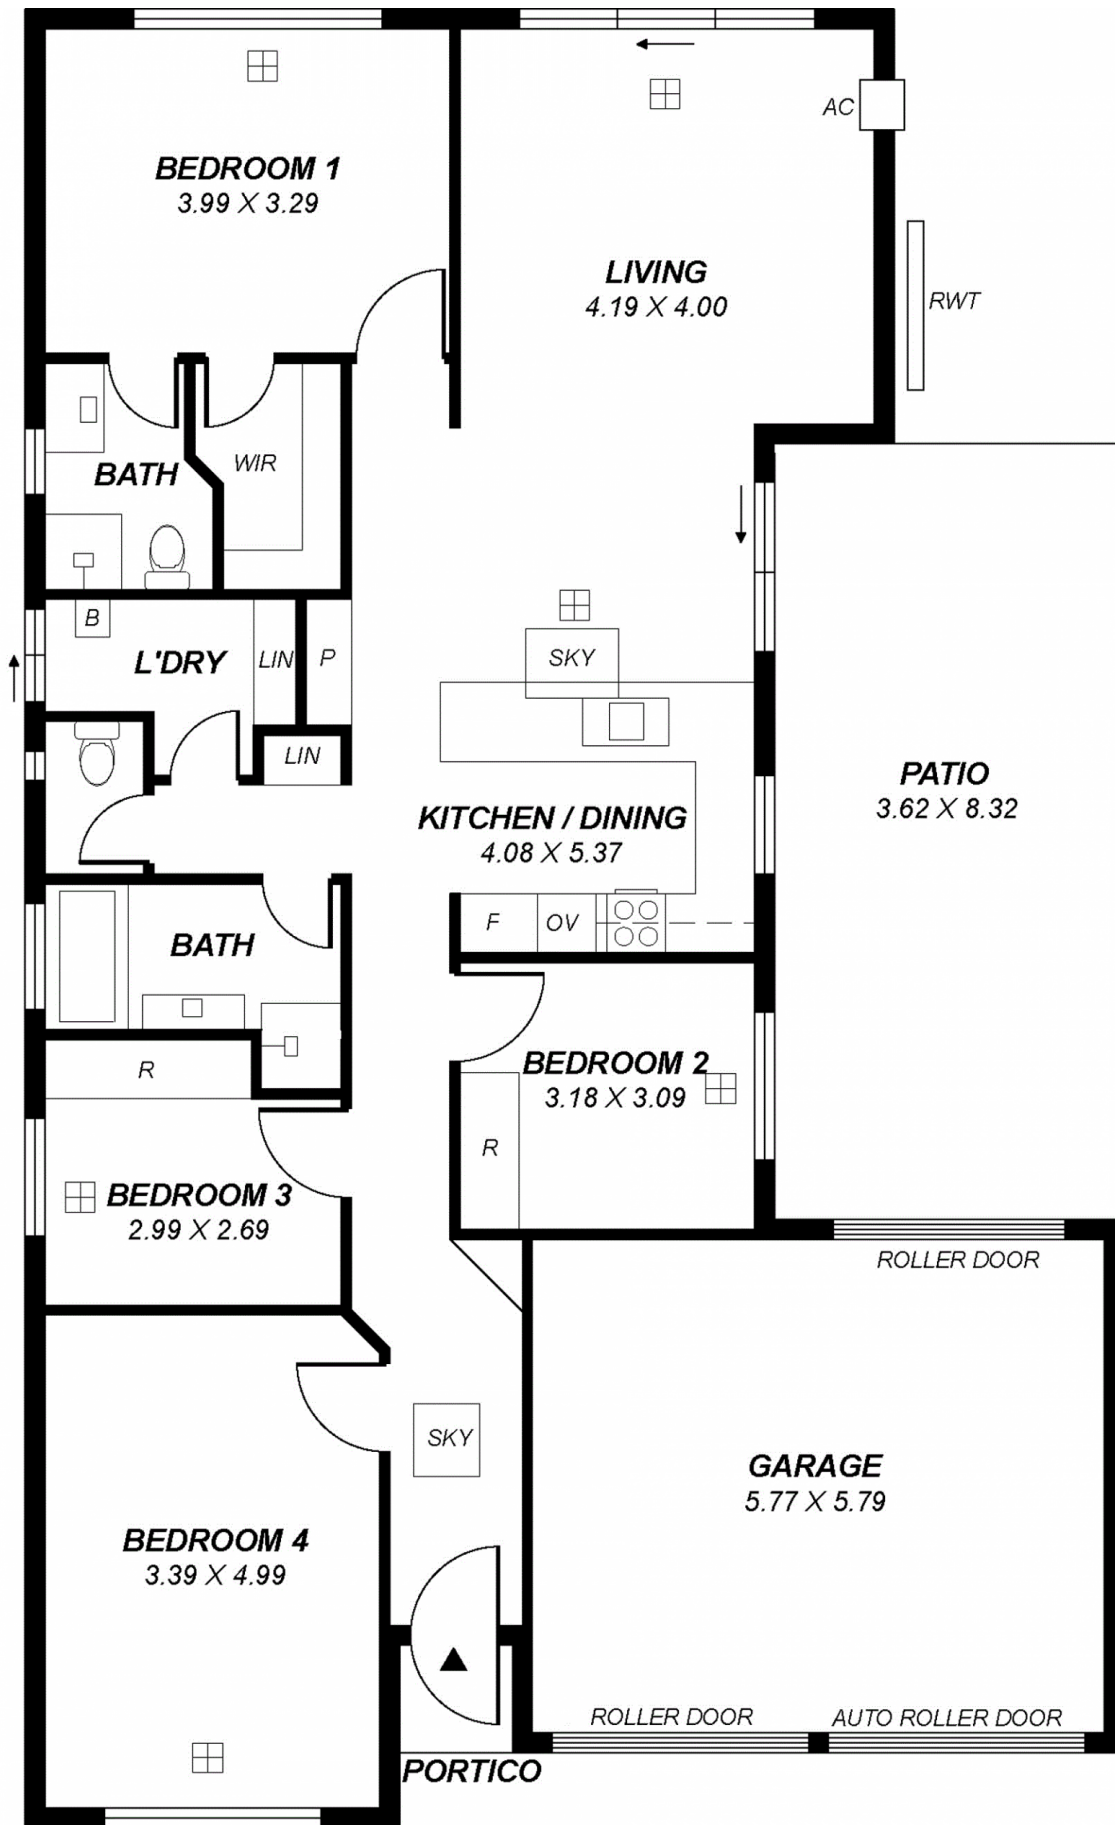 BEDROOM 1
3.99 X 3.29
AC
LIVING
4.19 X 4.00
RWT
BATH
WIR
B
L'DRY
LIN
P
SKY
LIN
KITCHEN / DINING
4.08 X 5.37
PATIO
3.62 X 8.32
F
OV
BATH
R
BEDROOM 2
3.18 X 3.09
R
BEDROOM 3
2.99 X 2.69
ROLLER DOOR
SKY
GARAGE
5.77 X 5.79
BEDROOM 4
3.39 X 4.99
ROLLER DOOR
AUTO ROLLER DOOR
PORTICO